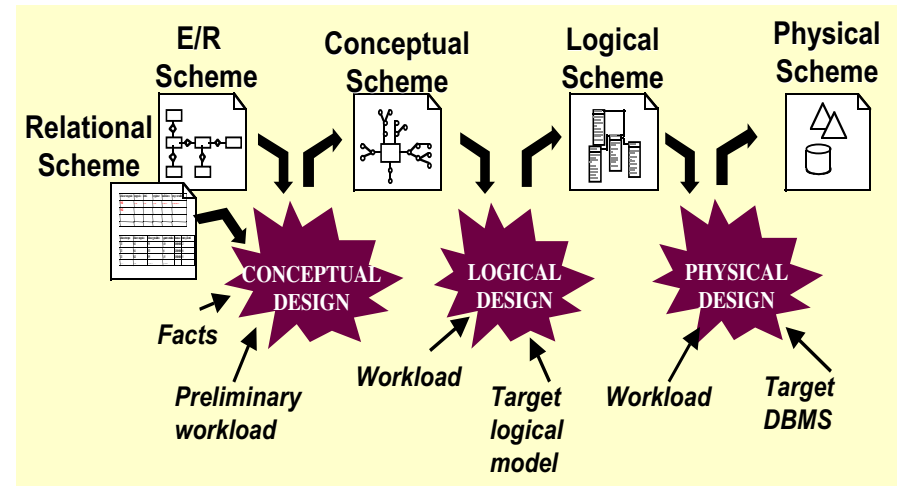 E/R
Scheme
Conceptual
Scheme
Logical
Scheme
Physical
Scheme
Relational
Scheme
CONCEPTUAL
DESIGN
LOGICAL
DESIGN
PHYSICAL
DESIGN
Facts
Preliminary
workload
Workload
Target
logical
model
Workload
Target
DBMS